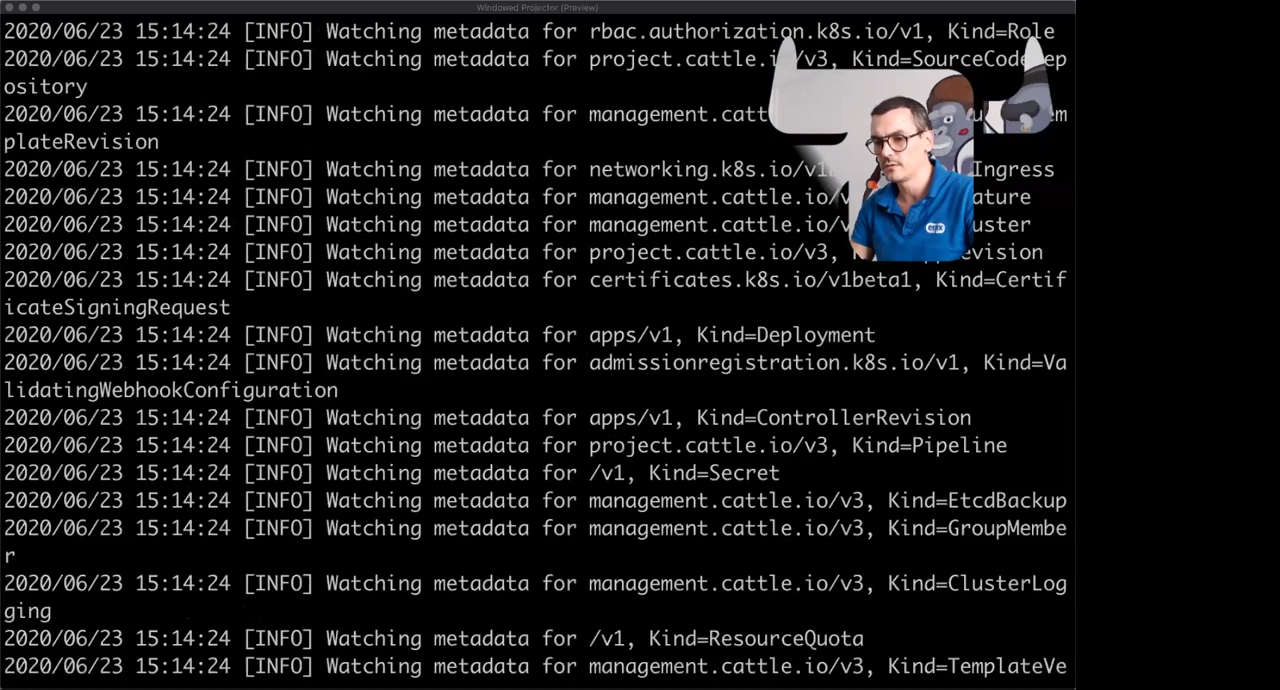 Windowed Projector (Preview)
2020/06/23 15:14:24 [INFO] Watching metadata for rbac.authorization.k8s.io/v1, Kind=Role
2020/06/23 15:14:24 [INFO] Watching metadata for project.cattle.i /v3, Kind=SourceCode ep
ository
2020/06/23 15:14:24 [INFO] Watching metadata for management.catt em
plateRevision
2020/06/23 15:14:24 [INFO] Watching metadata for networking.k8s.io/v1 Ingress
2020/06/23 15:14:24 [INFO] Watching metadata for management.cattle.io/v ature
2020/06/23 15:14:24 [INFO] Watching metadata for management.cattle.io/v uster
2020/06/23 15:14:24 [INFO] Watching metadata for project.cattle.io/v3, evision
2020/06/23 15:14:24 [INFO] Watching metadata for certificates.k8s.io/v1beta1, Kind=Certif
icateSigningRequest
2020/06/23 15:14:24 [INFO] Watching metadata for apps/v1, Kind=Deployment
2020/06/23 15:14:24 [INFO] Watching metadata for admissionregistration.k8s.io/v1, Kind=Va
lidatingWebhookConfiguration
2020/06/23 15:14:24 [INFO] Watching metadata for apps/v1, Kind=ControllerRevision
2020/06/23 15:14:24 [INFO] Watching metadata for project.cattle.io/v3, Kind=Pipeline
2020/06/23 15:14:24 [INFO] Watching metadata for /v1, Kind=Secret
2020/06/23 15:14:24 [INFO] Watching metadata for management.cattle.io/v3, Kind=EtcdBackup
2020/06/23 15:14:24 [INFO] Watching metadata for management.cattle.io/v3, Kind=GroupMembe
r
2020/06/23 15:14:24 [INFO] Watching metadata for management.cattle.io/v3, Kind=ClusterLog
ging
2020/06/23 15:14:24 [INFO] Watching metadata for /v1, Kind=ResourceQuota
2020/06/23 15:14:24 [INFO] Watching metadata for management.cattle.io/v3, Kind=TemplateVe
enix